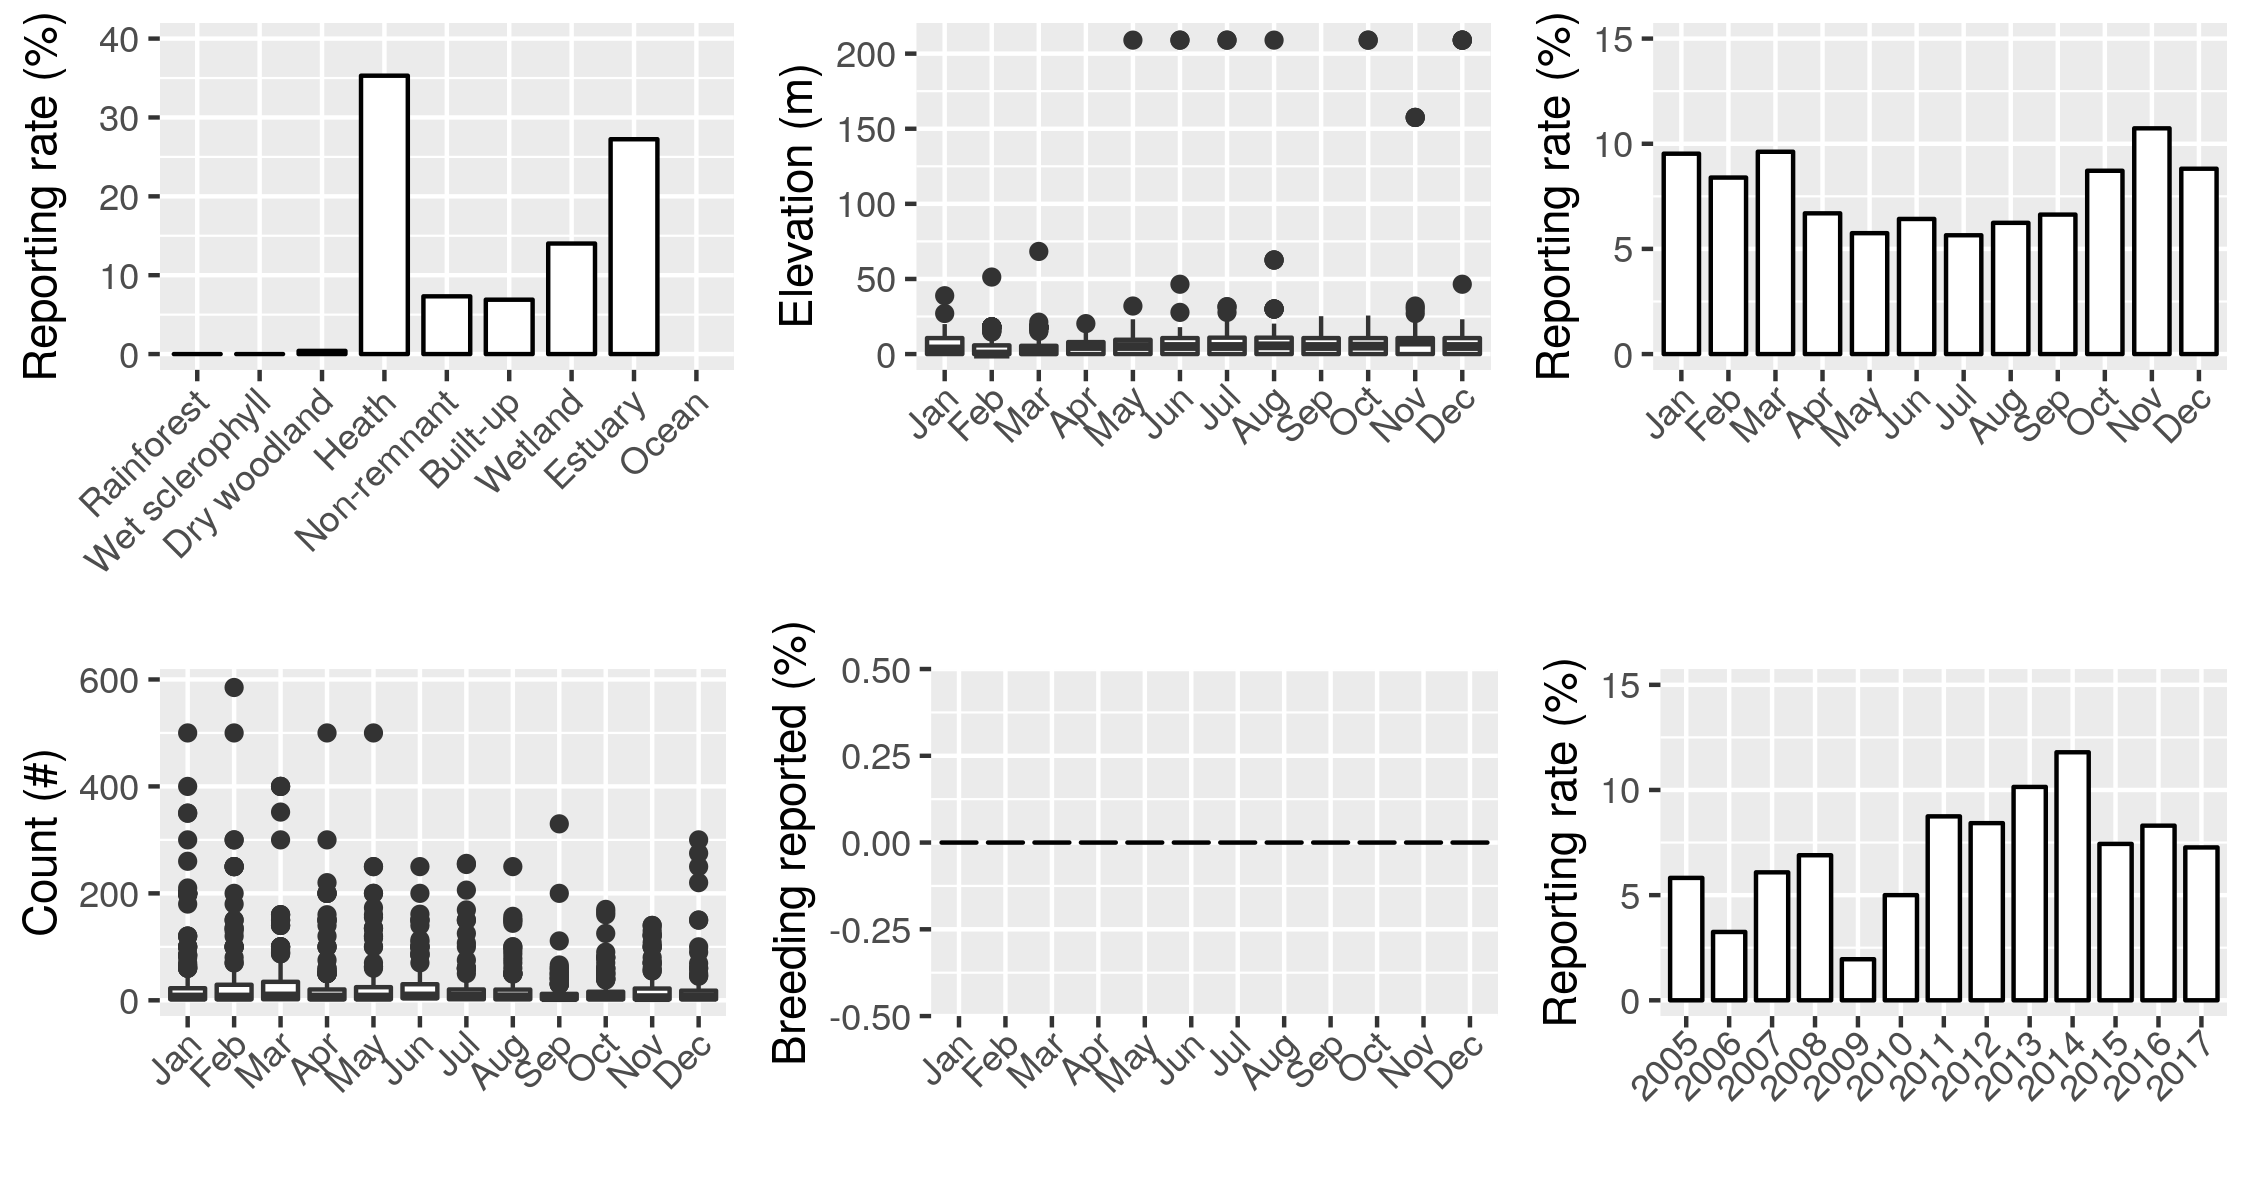 Reporting rate (%)
40
30
20
10
0
Rainforest
Wet sclerophyll
Dry woodland
Heath
Non-remnant
Built-up
Wetland
Estuary
Ocean
Elevation (m)
200
150
100
50
0
Jan
Feb
Mar
Apr
May
Jun
Jul
Aug
Sep
Oct
Nov
Dec
Reporting rate (%)
15
10
5
0
Jan
Feb
Mar
Apr
May
Jun
Jul
Aug
Sep
Oct
Nov
Dec
Count (#)
600
400
200
0
Jan
Feb
Mar
Apr
May
Jun
Jul
Aug
Sep
Oct
Nov
Dec
Breeding reported (%)
0.50
0.25
0.00
-0.25
-0.50
Jan
Feb
Mar
Apr
May
Jun
Jul
Aug
Sep
Oct
Nov
Dec
Reporting rate (%)
15
10
5
0
2005
2006
2007
2008
2009
2010
2011
2012
2013
2014
2015
2016
2017